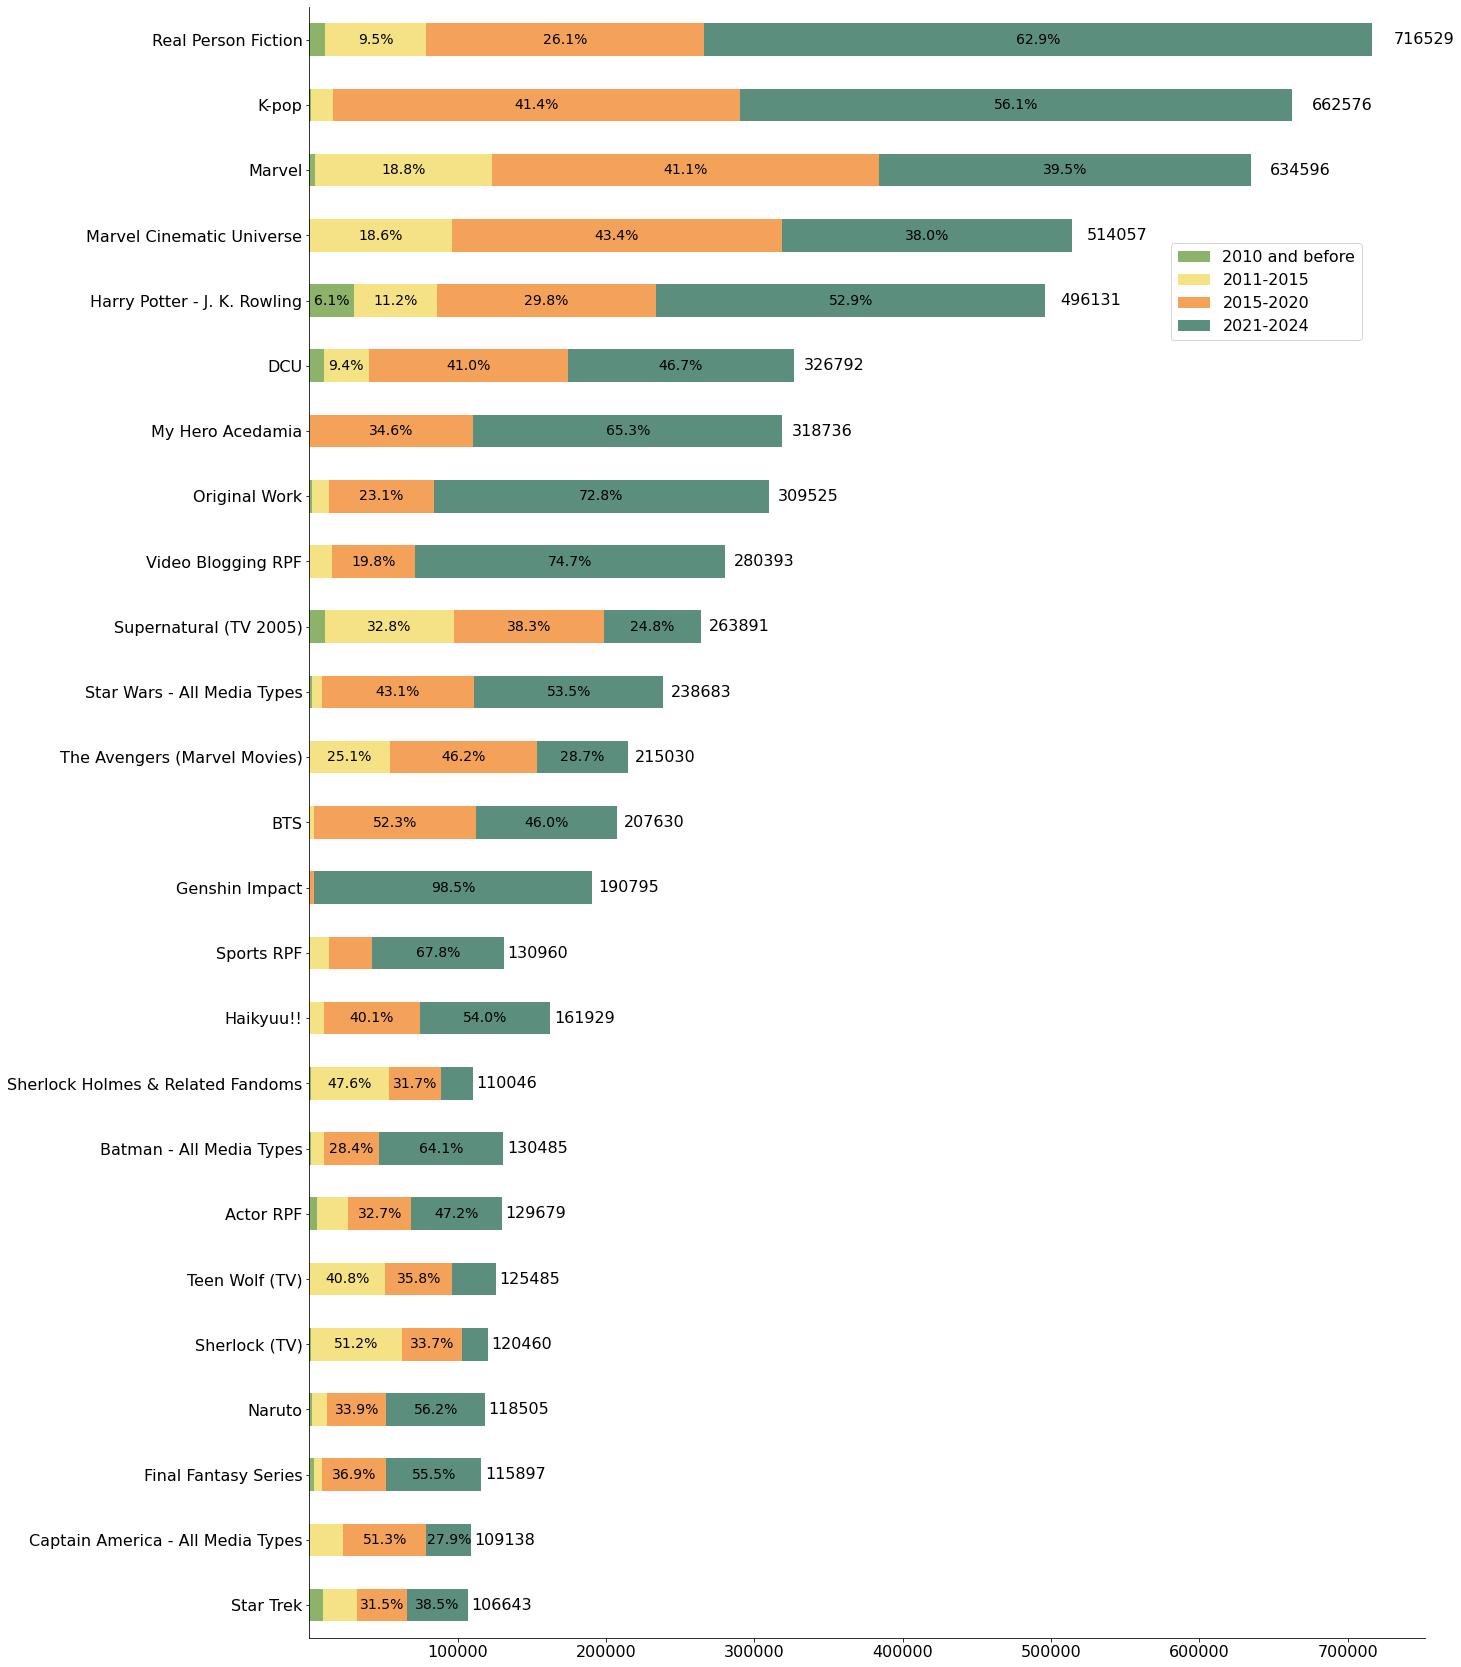 Real Person Fiction 9.5% 26.1% 62.9% 716529
K-pop 41.4% 56.1% 662576
Marvel 18.8% 41.1% 39.5% 634596
Marvel Cinematic Universe 18.6% 43.4% 38.0% 514057
2010 and before
2011-2015
2015-2020
2021-2024
Harry Potter - J. K. Rowling 6.1% 11.2% 29.8% 52.9% 496131
DCU 9.4% 41.0% 46.7% 326792
My Hero Acedamia 34.6% 65.3% 318736
Original Work 23.1% 72.8% 309525
Video Blogging RPF 19.8% 74.7% 280393
Supernatural (TV 2005) 32.8% 38.3% 24.8% 263891
Star Wars - All Media Types 43.1% 53.5% 238683
The Avengers (Marvel Movies) 25.1% 46.2% 28.7% 215030
BTS 52.3% 46.0% 207630
Genshin Impact 98.5% 190795
Sports RPF 67.8% 130960
Haikyuu!! 40.1% 54.0% 161929
Sherlock Holmes & Related Fandoms 47.6% 31.7% 110046
Batman - All Media Types 28.4% 64.1% 130485
Actor RPF 32.7% 47.2% 129679
Teen Wolf (TV) 40.8% 35.8% 125485
Sherlock (TV) 51.2% 33.7% 120460
Naruto 33.9% 56.2% 118505
Final Fantasy Series 36.9% 55.5% 115897
Captain America - All Media Types 51.3% 27.9% 109138
Star Trek 31.5% 38.5% 106643
100000 200000 300000 400000 500000 600000 700000